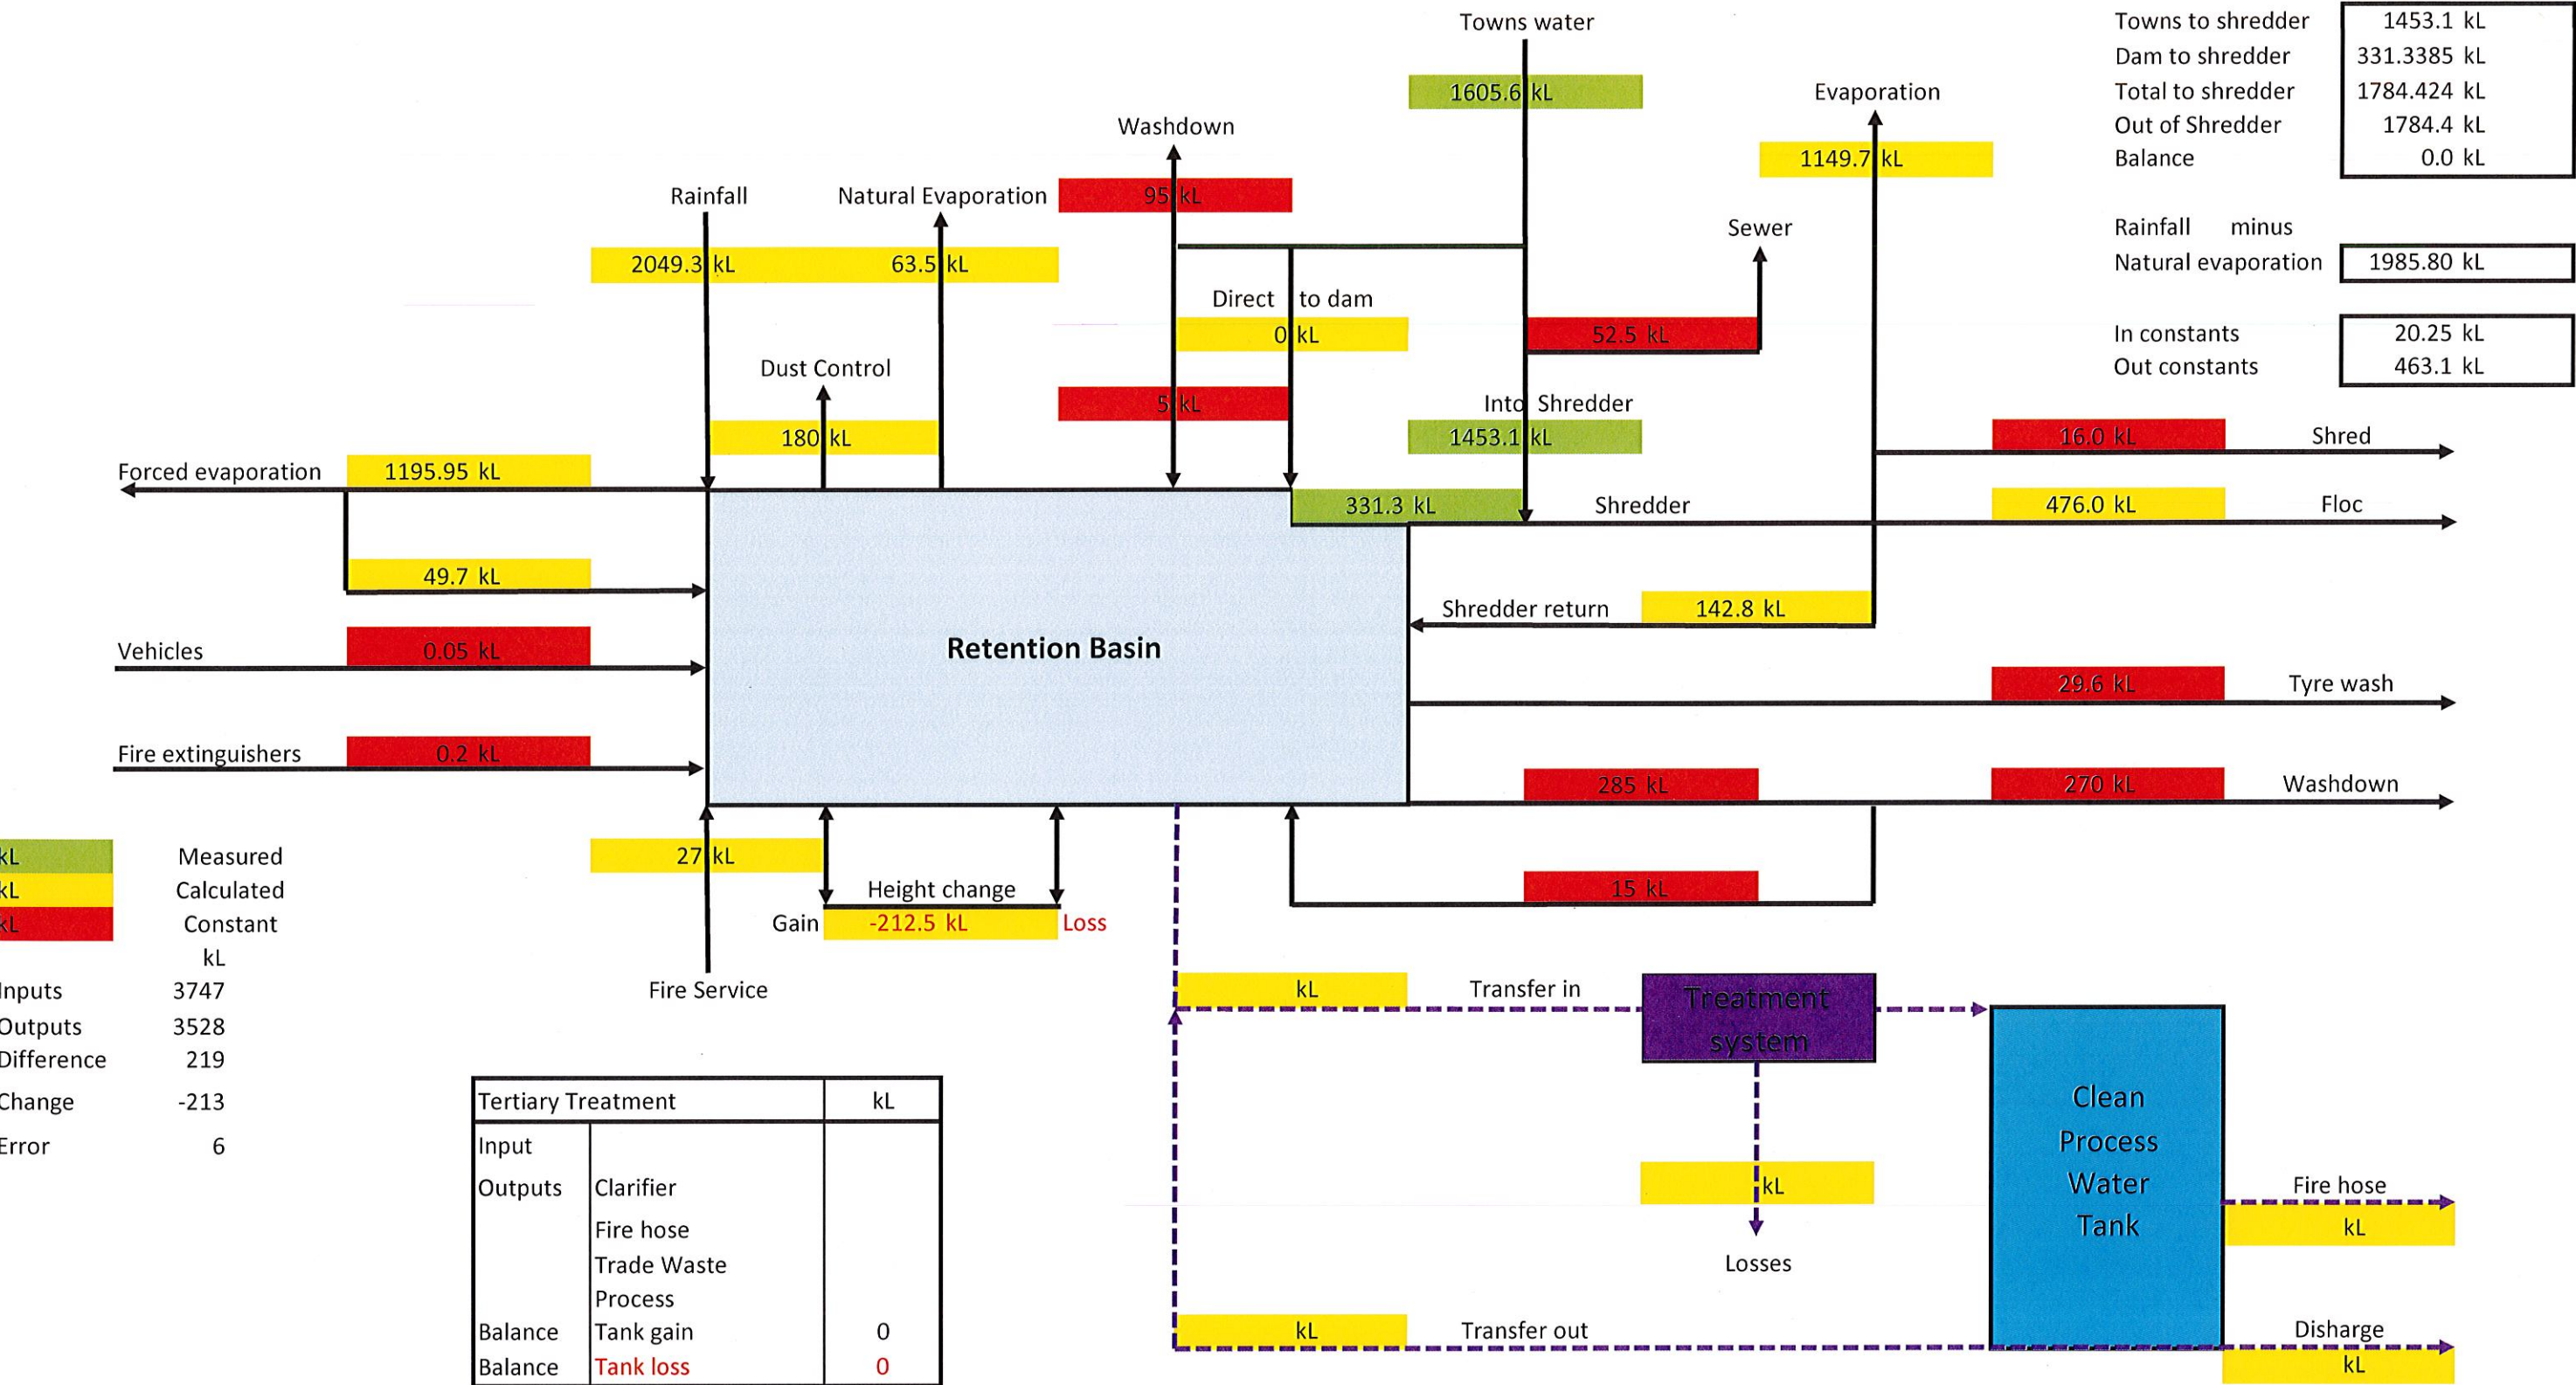 Towns water
1605.6 kL
Towns to shredder 1453.1 kL
Dam to shredder 331.3385 kL
Total to shredder 1784.424 kL
Out of Shredder 1784.4 kL
Balance 0.0 kL
Rainfall minus
Natural evaporation 1985.80 kL
In constants 20.25 kL
Out constants 463.1 kL
Evaporation
1149.7 kL
Washdown
95 kL
Rainfall
2049.3 kL
Natural Evaporation
63.5 kL
Sewer
52.5 kL
Direct to dam
0 kL
5 kL
Dust Control
180 kL
Into Shredder
1453.1 kL
Forced evaporation 1195.95 kL
331.3 kL Shredder
16.0 kL Shred
476.0 kL Floc
49.7 kL
Shredder return 142.8 kL
Vehicles 0.05 kL
Retention Basin
29.6 kL Tyre wash
Fire extinguishers 0.2 kL
285 kL 270 kL Washdown
15 kL
27 kL
Fire Service
Height change
Gain -212.5 kL Loss
kL Measured
kL Calculated
kL Constant
kL
Inputs 3747
Outputs 3528
Difference 219
Change -213
Error 6
Tertiary Treatment kL
Input
Outputs Clarifier
Fire hose
Trade Waste
Process
Balance Tank gain 0
Balance Tank loss 0
kL Transfer in
Treatment
system
kL
Losses
kL Transfer out
Clean
Process
Water
Tank
Fire hose
kL
Disharge
kL